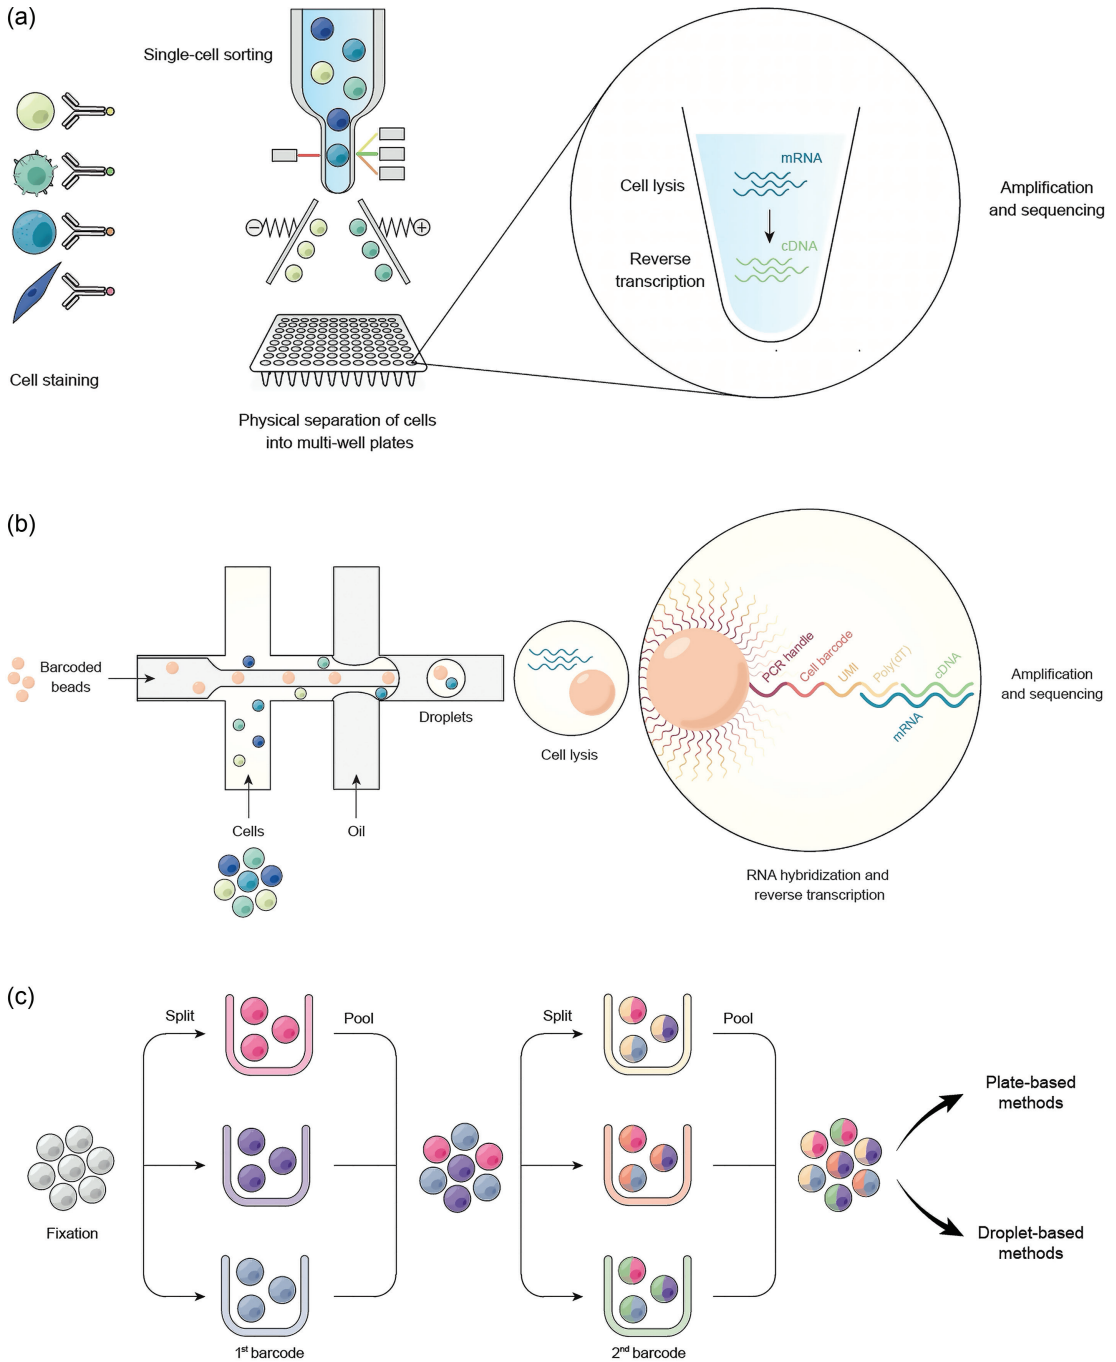 (a)
Single-cell sorting
mRNA
Cell lysis
cDNA
Reverse
transcription
Amplification
and sequencing
Cell staining
Physical separation of cells
into multi-well plates
(b)
Barcoded
beads
Droplets
Cells
Oil
Cell lysis
PCR handle
Cell barcode
UMI
Poly(dT)
cDNA
mRNA
RNA hybridization and
reverse transcription
Amplification
and sequencing
(c)
Split
Pool
Split
Pool
Fixation
1st barcode
2nd barcode
Plate-based
methods
Droplet-based
methods